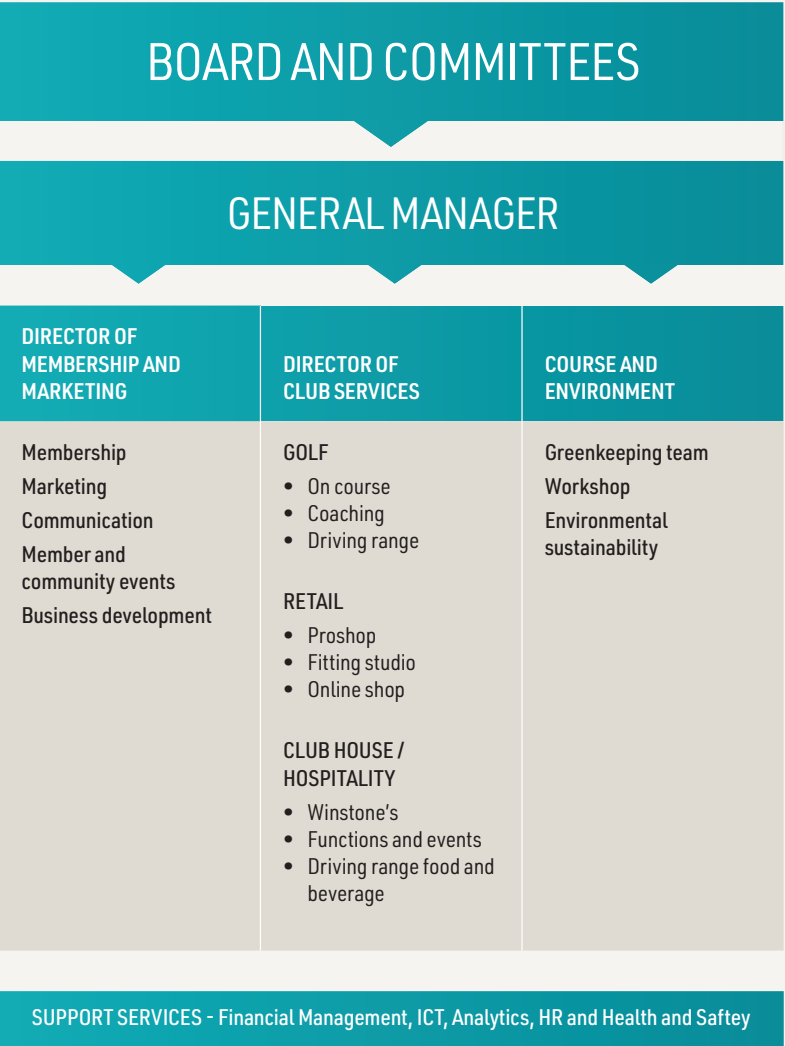 BOARD AND COMMITTEES
GENERAL MANAGER
DIRECTOR OF
MEMBERSHIP AND
MARKETING
Membership
Marketing
Communication
Member and
community events
Business development
DIRECTOR OF
CLUB SERVICES
GOLF
• On course
• Coaching
• Driving range
RETAIL
• Proshop
• Fitting studio
• Online shop
CLUB HOUSE /
HOSPITALITY
• Winstone's
• Functions and events
• Driving range food and
beverage
COURSE AND
ENVIRONMENT
Greenkeeping team
Workshop
Environmental
sustainability
SUPPORT SERVICES - Financial Management, ICT, Analytics, HR and Health and Saftey